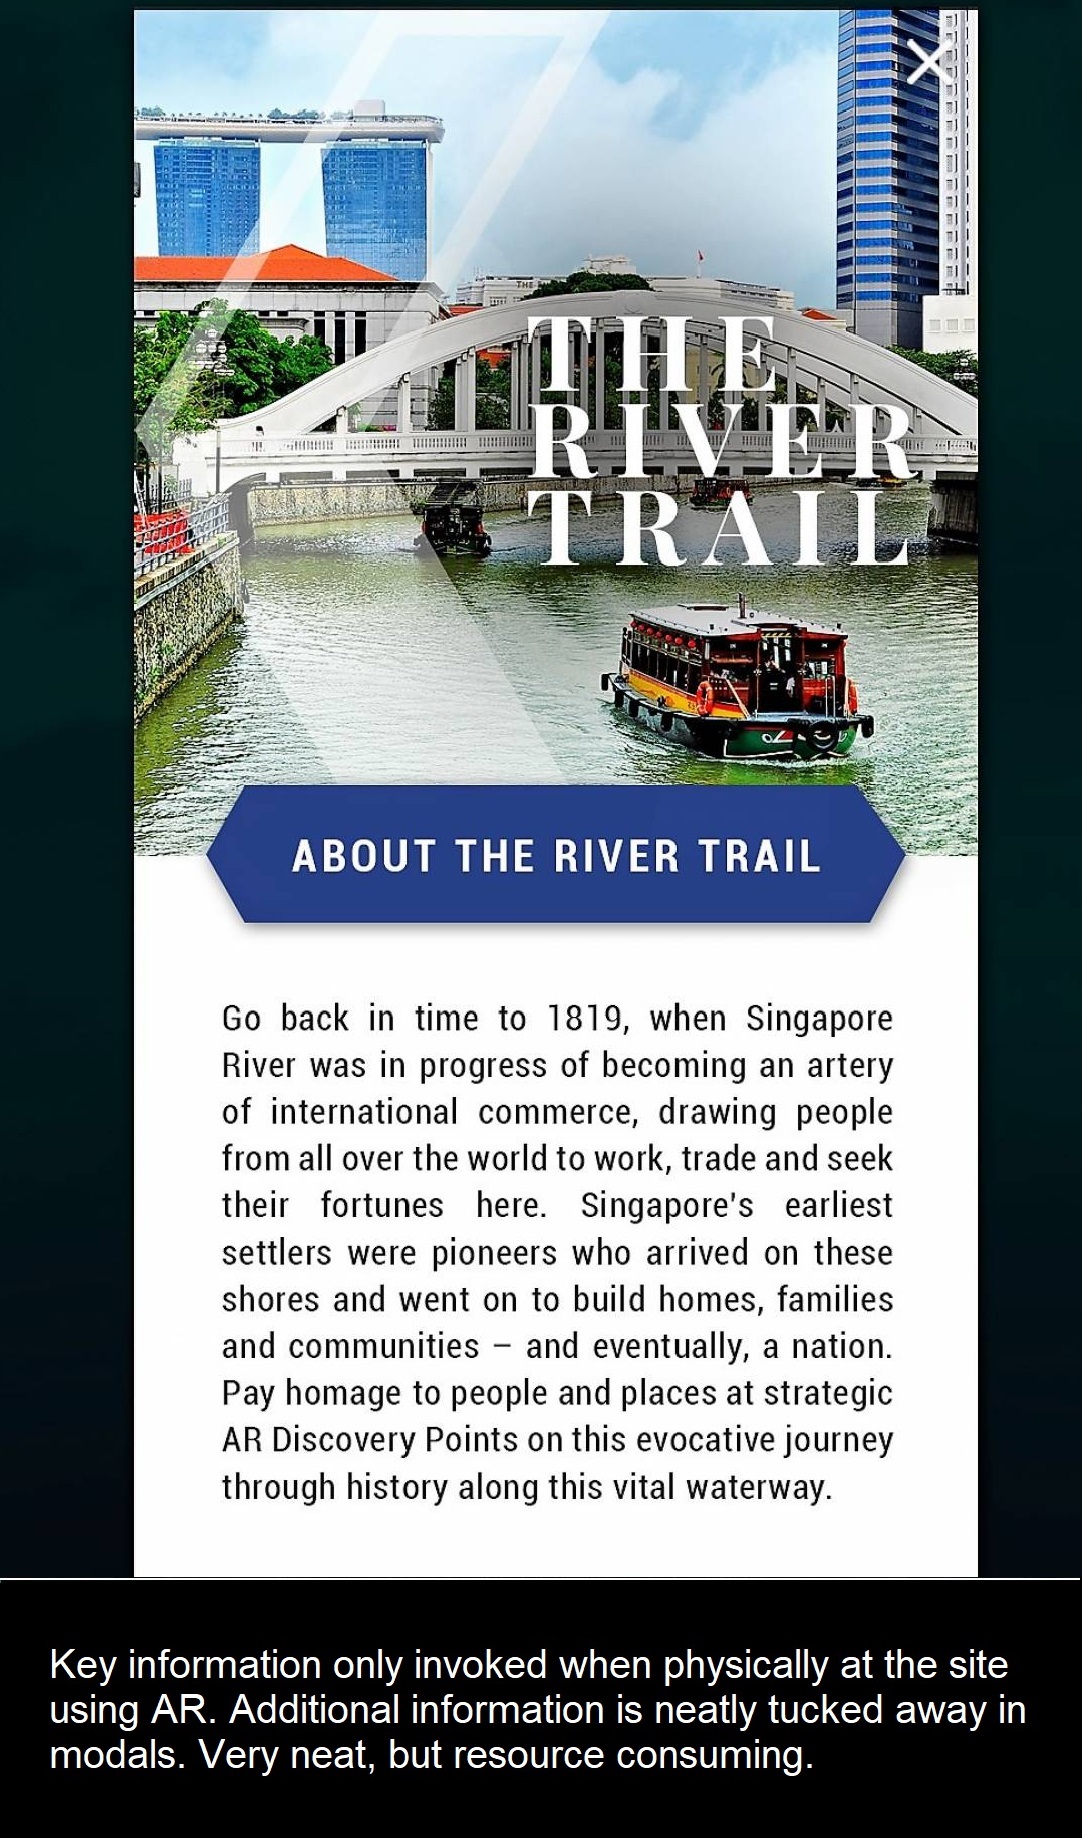 THE
THE
RIVER
TRAIL
ABOUT THE RIVER TRAIL
Go back in time to 1819, when Singapore
River was in progress of becoming an artery
of international commerce, drawing people
from all over the world to work, trade and seek
their fortunes here. Singapore's earliest
settlers were pioneers who arrived on these
shores and went on to build homes, families
and communities – and eventually, a nation.
Pay homage to people and places at strategic
AR Discovery Points on this evocative journey
through history along this vital waterway.
Key information only invoked when physically at the site
using AR. Additional information is neatly tucked away in
modals. Very neat, but resource consuming.